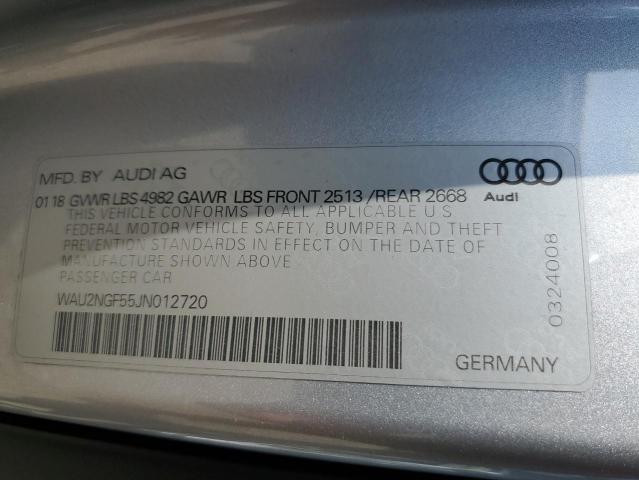 MFD. BY AUDI AG
01 18 GVWR LBS 4982 GAWR LBS FRONT 2513 /REAR 2668
THIS VEHICLE CONFORMS TO ALL APPLICABLE U S
FEDERAL MOTOR VEHICLE SAFETY, BUMPER AND THEFT
PREVENTION STANDARDS IN EFFECT ON THE DATE OF
MANUFACTURE SHOWN ABOVE
PASSENGER CAR
WAU2NGF55JN012720
Audi
0324008
GERMANY